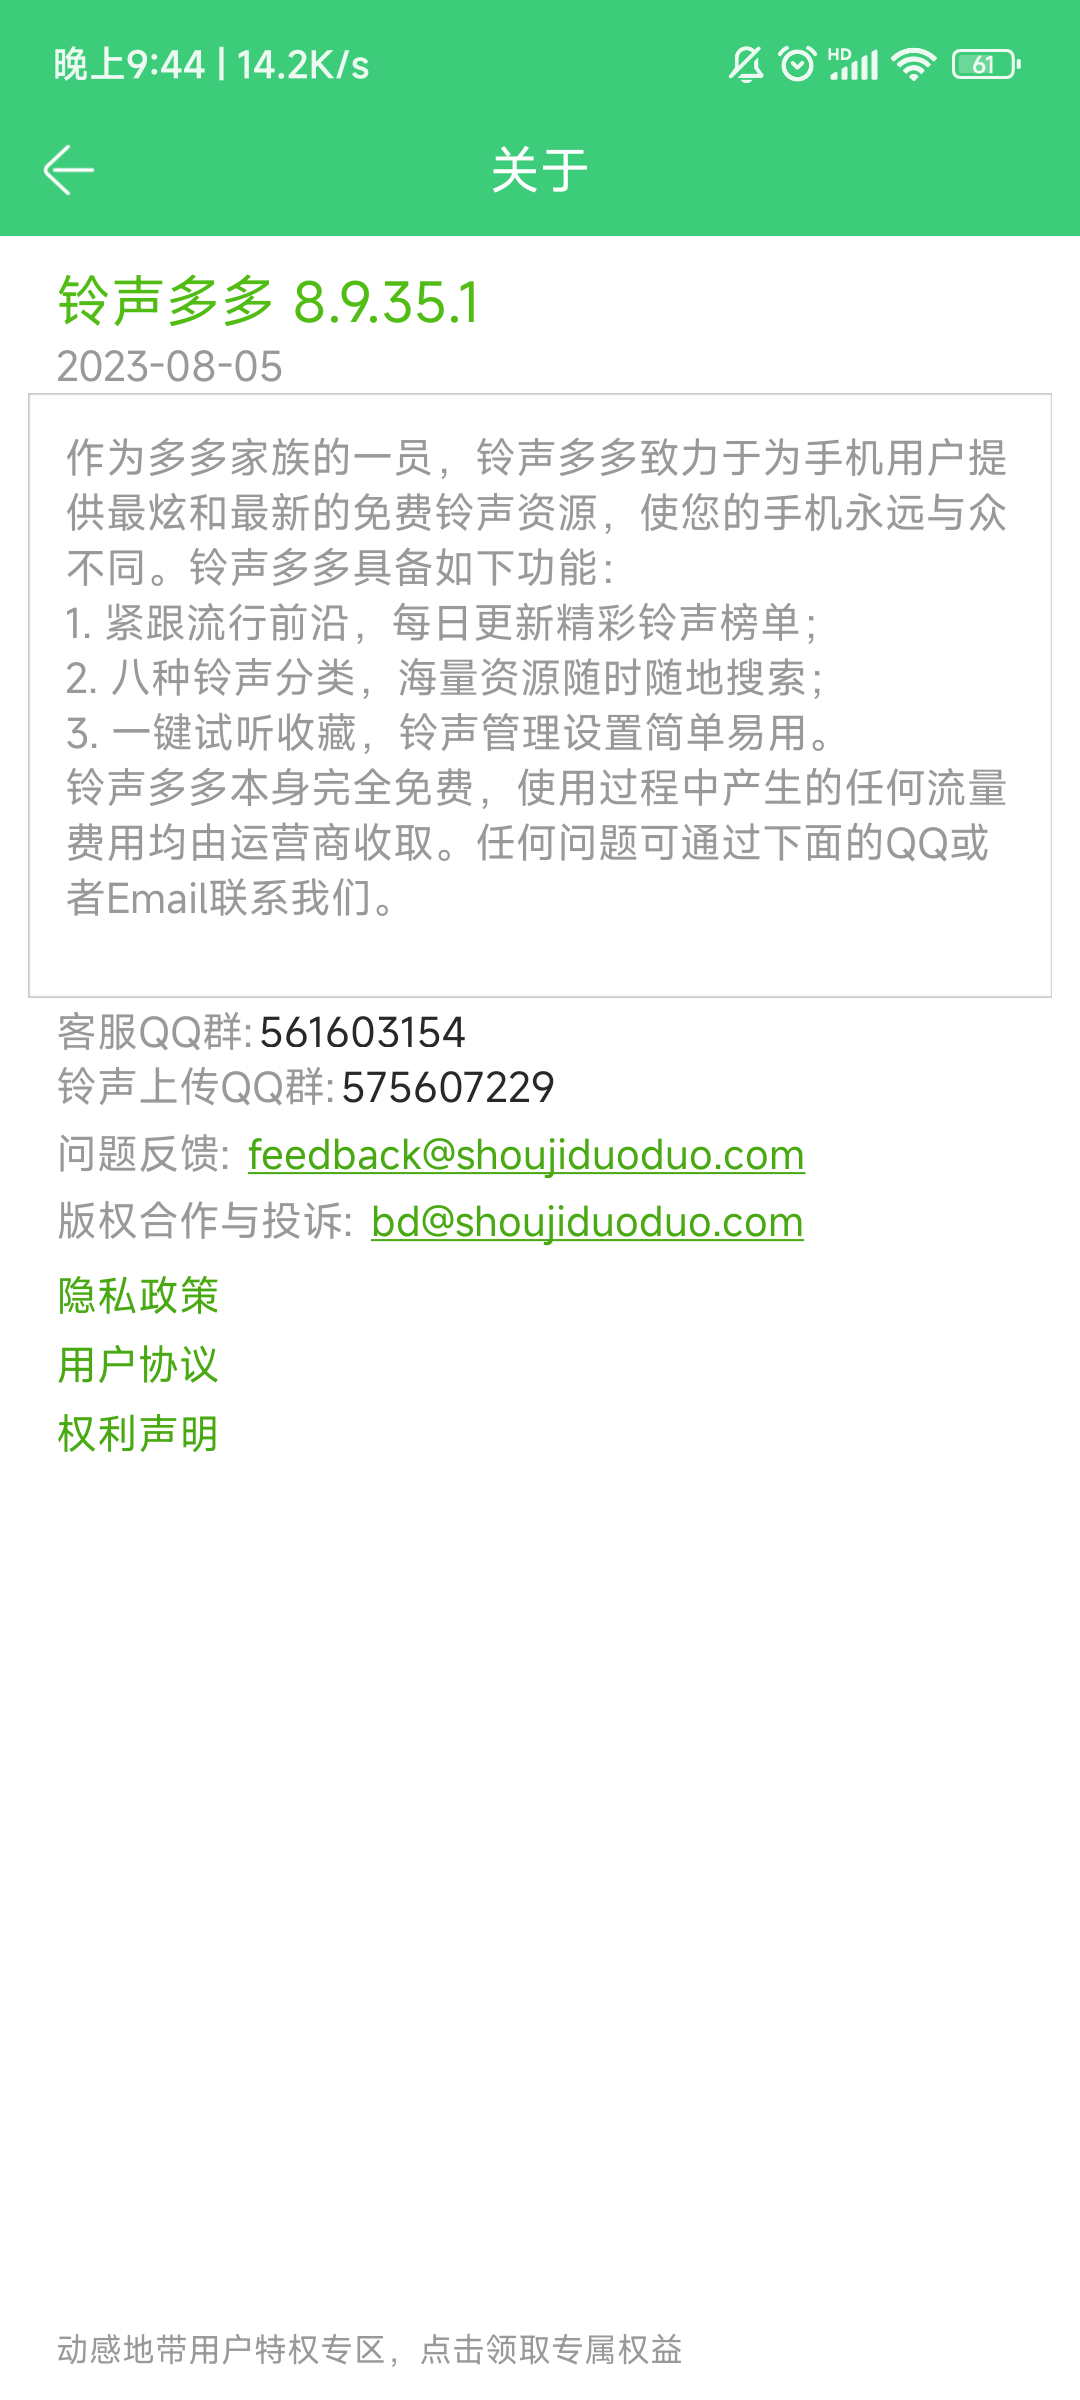 晚上9:44 | 14.2K/s
HD
61
关于
铃声多多 8.9.35.1
2023-08-05
作为多多家族的一员，铃声多多致力于为手机用户提
供最炫和最新的免费铃声资源，使您的手机永远与众
不同。铃声多多具备如下功能：
1. 紧跟流行前沿，每日更新精彩铃声榜单；
2. 八种铃声分类，海量资源随时随地搜索；
3. 一键试听收藏，铃声管理设置简单易用。
铃声多多本身完全免费，使用过程中产生的任何流量
费用均由运营商收取。任何问题可通过下面的QQ或
者Email联系我们。
客服QQ群:561603154
铃声上传QQ群:575607229
问题反馈: feedback@shoujiduoduo.com
版权合作与投诉: bd@shoujiduoduo.com
隐私政策
用户协议
权利声明
动感地带用户特权专区，点击领取专属权益